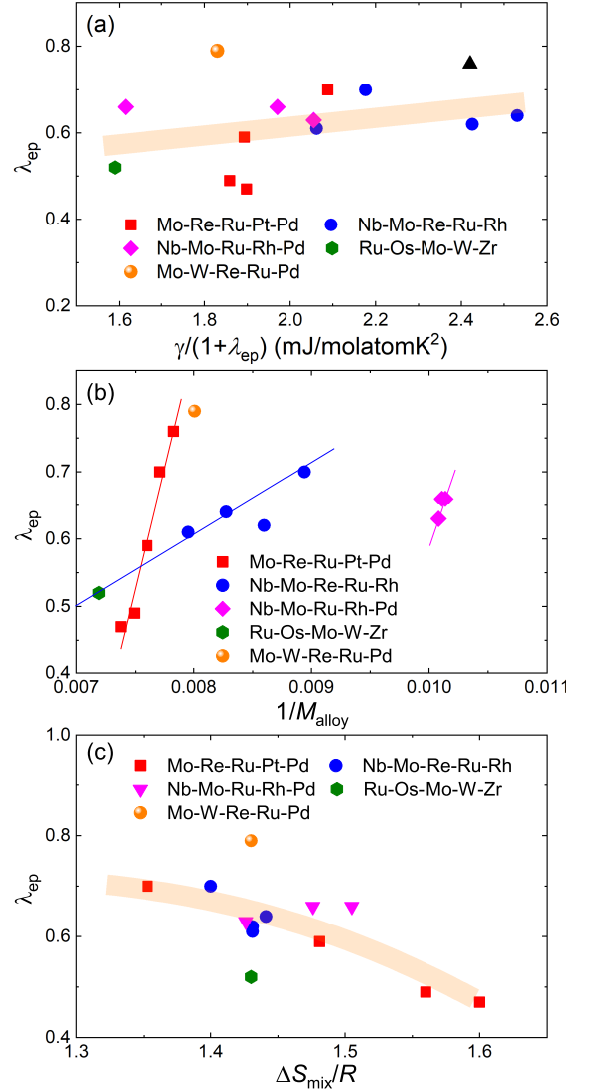 (a)
0.8
0.6
0.4
0.2
λep
Mo-Re-Ru-Pt-Pd
Nb-Mo-Re-Ru-Rh
Nb-Mo-Ru-Rh-Pd
Ru-Os-Mo-W-Zr
Mo-W-Re-Ru-Pd
1.6 1.8 2.0 2.2 2.4 2.6
γ/(1+λep) (mJ/molatomK²)
(b)
0.8
0.7
0.6
0.5
0.4
λep
Mo-Re-Ru-Pt-Pd
Nb-Mo-Re-Ru-Rh
Nb-Mo-Ru-Rh-Pd
Ru-Os-Mo-W-Zr
Mo-W-Re-Ru-Pd
0.007 0.008 0.009 0.010 0.011
1/Malloy
(c)
1.0
0.8
0.6
0.4
λep
Mo-Re-Ru-Pt-Pd
Nb-Mo-Re-Ru-Rh
Nb-Mo-Ru-Rh-Pd
Ru-Os-Mo-W-Zr
Mo-W-Re-Ru-Pd
1.3 1.4 1.5 1.6
ΔSmix/R